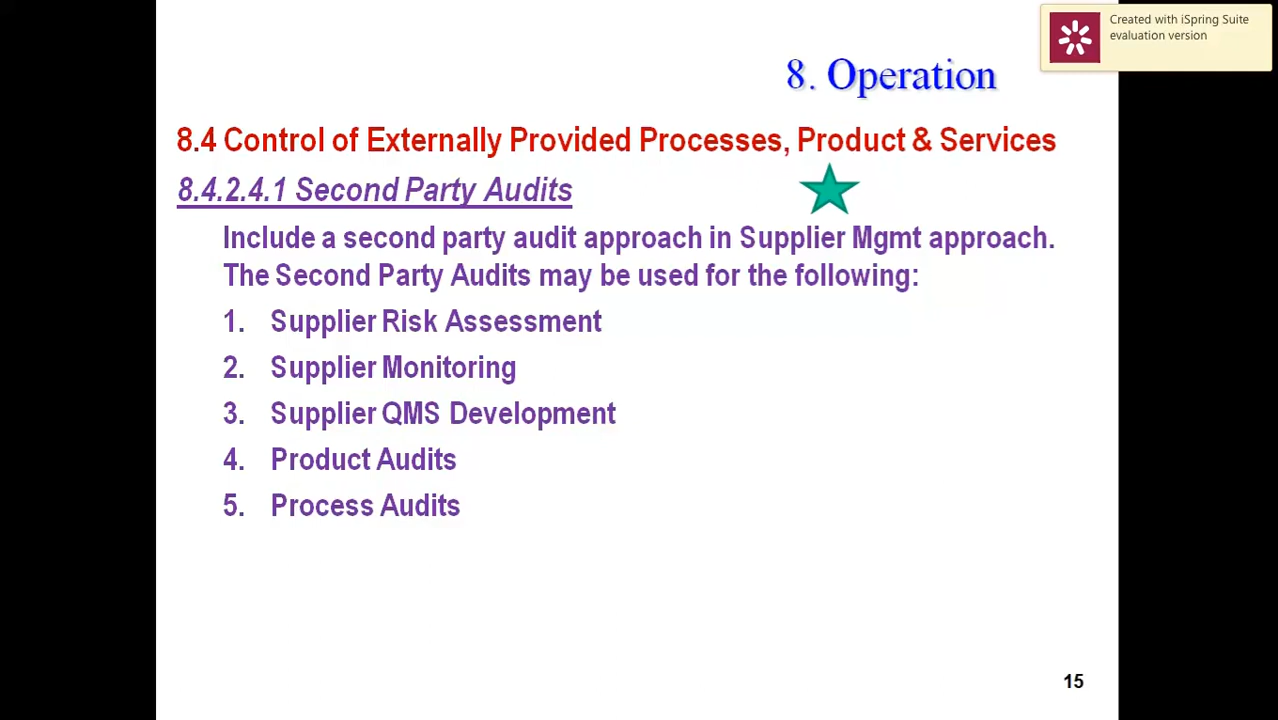 Created with iSpring Suite
evaluation version
8. Operation
8.4 Control of Externally Provided Processes, Product & Services
8.4.2.4.1 Second Party Audits
Include a second party audit approach in Supplier Mgmt approach.
The Second Party Audits may be used for the following:
1. Supplier Risk Assessment
2. Supplier Monitoring
3. Supplier QMS Development
4. Product Audits
5. Process Audits
15